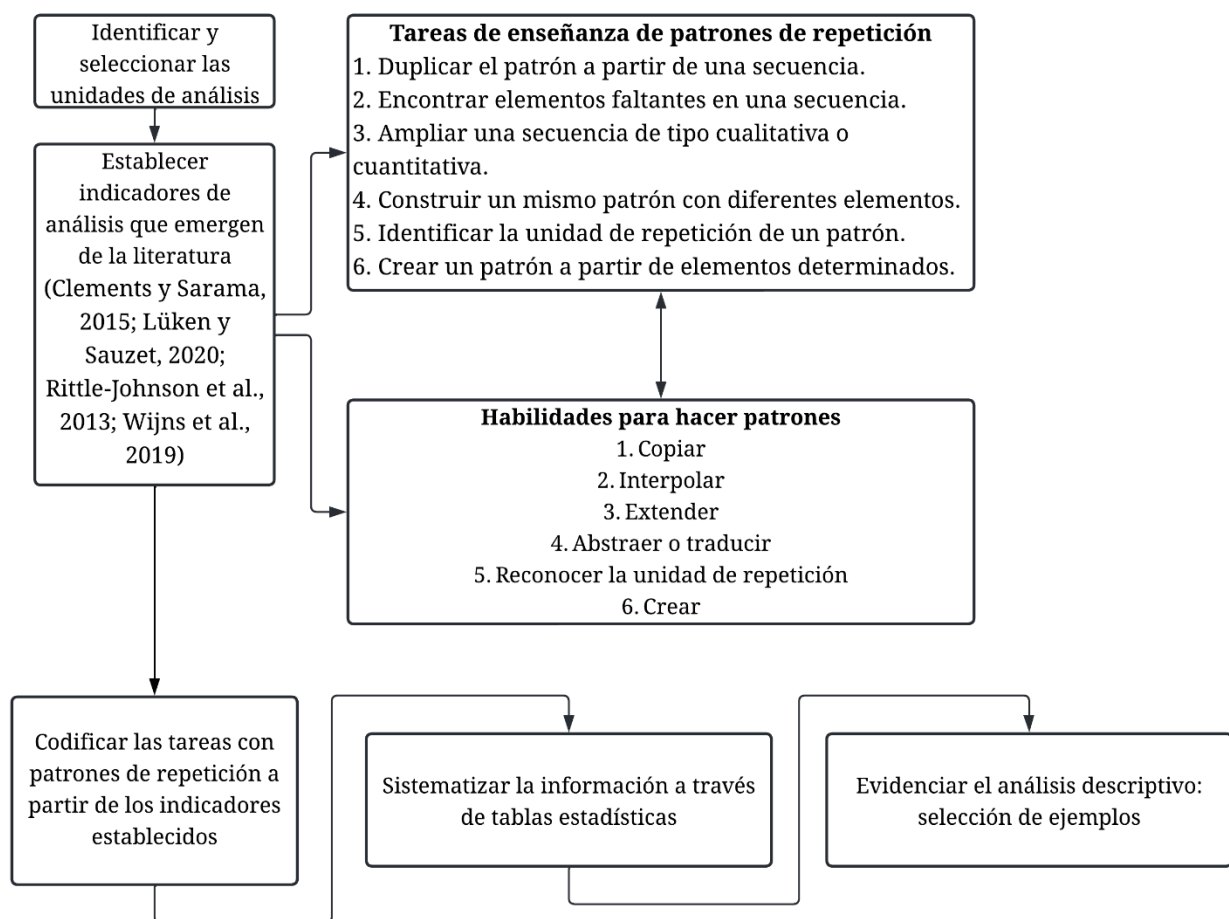 Identificar y
seleccionar las
unidades de análisis
Establecer
indicadores de
análisis que emergen
de la literatura
(Clements y Sarama,
2015; Lüken y
Sauzet, 2020;
Rittle-Johnson et al.,
2013; Wijns et al.,
2019)
Tareas de enseñanza de patrones de repetición
1. Duplicar el patrón a partir de una secuencia.
2. Encontrar elementos faltantes en una secuencia.
3. Ampliar una secuencia de tipo cualitativa o
cuantitativa.
4. Construir un mismo patrón con diferentes elementos.
5. Identificar la unidad de repetición de un patrón.
6. Crear un patrón a partir de elementos determinados.
Habilidades para hacer patrones
1. Copiar
2. Interpolar
3. Extender
4. Abstraer o traducir
5. Reconocer la unidad de repetición
6. Crear
Codificar las tareas con
patrones de repetición a
partir de los indicadores
establecidos
Sistematizar la información a través
de tablas estadísticas
Evidenciar el análisis descriptivo:
selección de ejemplos